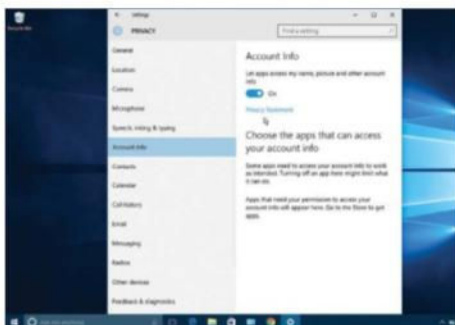 Recycle Bin
Settings
PRIVACY
Find a setting
General
Location
Camera
Microphone
Speech, inking & typing
Account info
Contacts
Calendar
Call history
Email
Messaging
Radios
Other devices
Feedback & diagnostics
Account Info
Let apps access my name, picture and other account
info
On
Privacy Statement
Choose the apps that can access
your account info
Some apps need to access your account info to work
as intended. Turning off an app here might limit what
it can do.
Apps that need your permission to access your
account info will appear here. Go to the Store to get
apps.